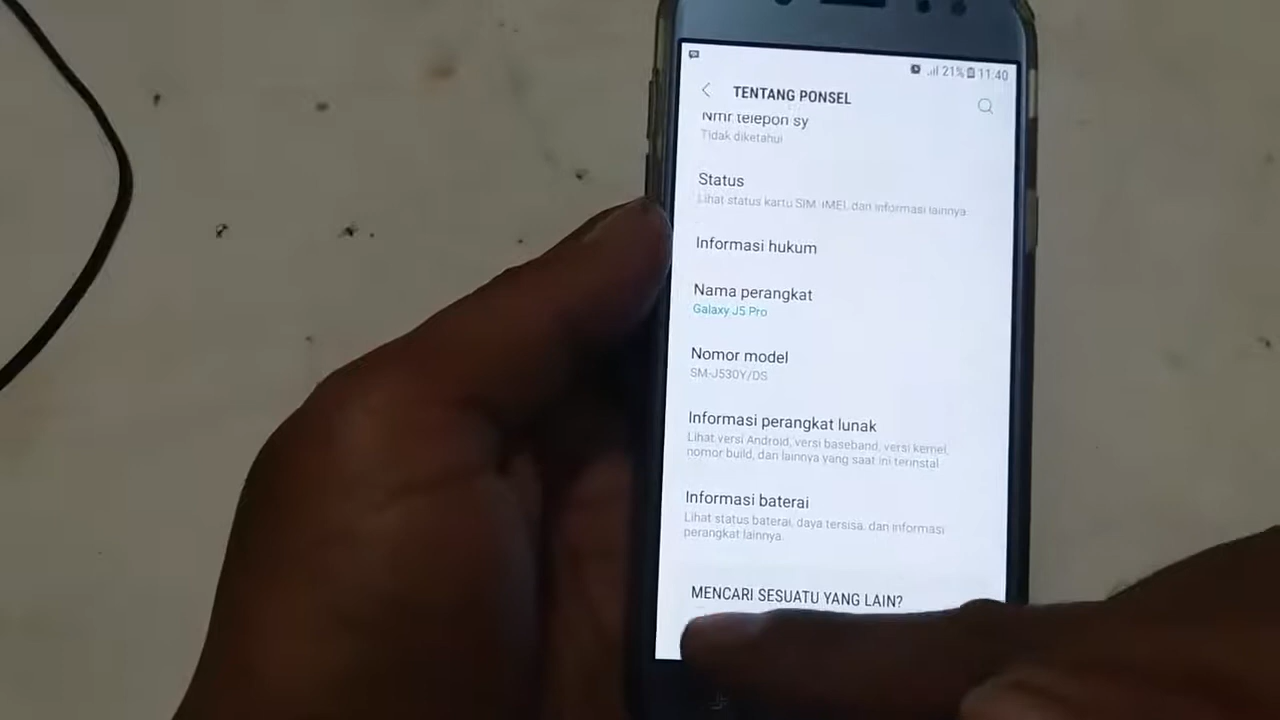 21% 11:40
TENTANG PONSEL
Nmr telepon sy
Tidak diketahui
Status
Lihat status kartu SIM, IMEI, dan informasi lainnya
Informasi hukum
Nama perangkat
Galaxy J5 Pro
Nomor model
SM-J530Y/DS
Informasi perangkat lunak
Lihat versi Android, versi baseband, versi kernel,
nomor build, dan lainnya yang saat ini terinstal
Informasi baterai
Lihat status baterai, daya tersisa, dan informasi
perangkat lainnya.
MENCARI SESUATU YANG LAIN?